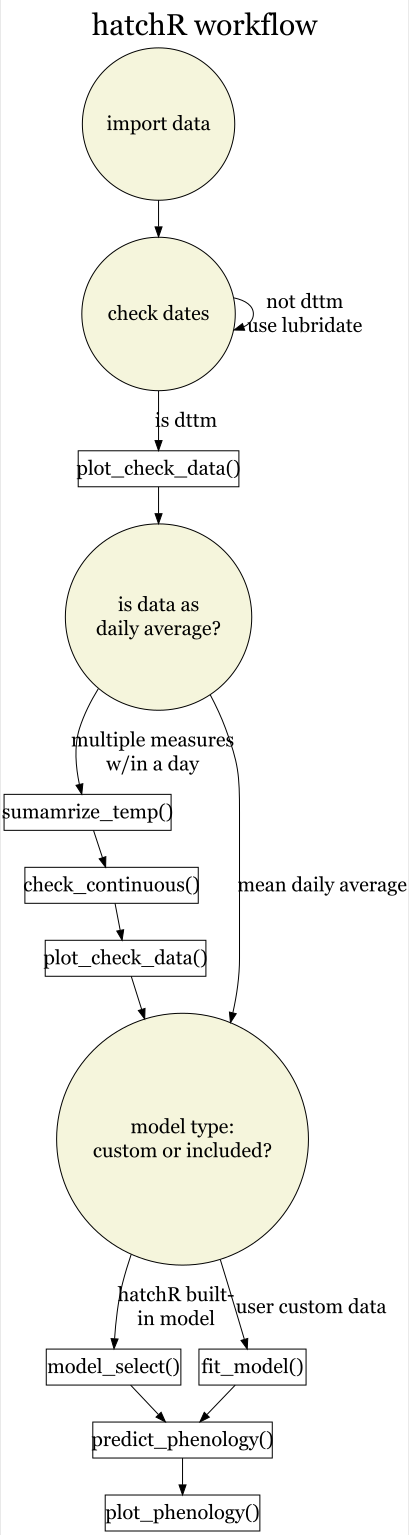 hatchR workflow
import data
check dates
not dttm
use lubridate
is dttm
plot_check_data()
is data as
daily average?
multiple measures
w/in a day
sumamrize_temp()
check_continuous()
mean daily average
plot_check_data()
model type:
custom or included?
hatchR built-
in model
user custom data
model_select()
fit_model()
predict_phenology()
plot_phenology()